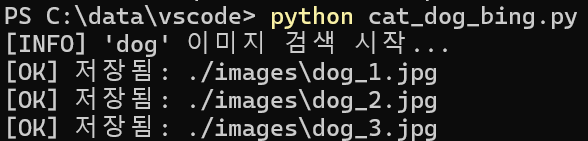 PS C:\data\vscode> python cat_dog_bing.py
[INFO] 'dog' 이미지 검색 시작...
[OK] 저장됨: ./images\dog_1.jpg
[OK] 저장됨: ./images\dog_2.jpg
[OK] 저장됨: ./images\dog_3.jpg